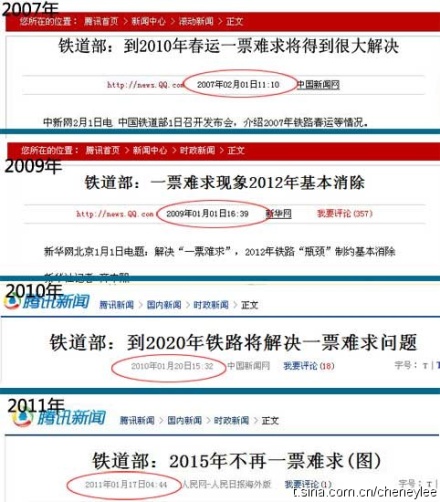 2007年
您所在的位置： 腾讯首页 > 新闻中心 > 滚动新闻 > 正文
铁道部：到2010年春运一票难求将得到很大解决
http://news.QQ.com 2007年02月01日11:10 中国新闻网
中新网2月1日电 中国铁道部1日召开发布会，介绍2007年铁路春运等情况。
2009年
您所在的位置： 腾讯首页 > 新闻中心 > 时政新闻 > 正文
铁道部：一票难求现象2012年基本消除
http://news.QQ.com 2009年01月01日16:39 新华网 我要评论(357)
新华网北京1月1日电题：解决“一票难求”，2012年铁路“瓶颈”制约基本消除
2010年
腾讯新闻 腾讯新闻 > 国内新闻 > 时政新闻 > 正文
铁道部：到2020年铁路将解决一票难求问题
2010年01月20日15:32 中国新闻网 我要评论(18) 字号：T | T
2011年
腾讯新闻 腾讯新闻 > 国内新闻 > 时政新闻 > 正文
铁道部：2015年不再一票难求(图)
2011年01月17日04:44 人民网-人民日报海外版 我要评论(1) 字号：
t.sina.com.cn/cheneylee